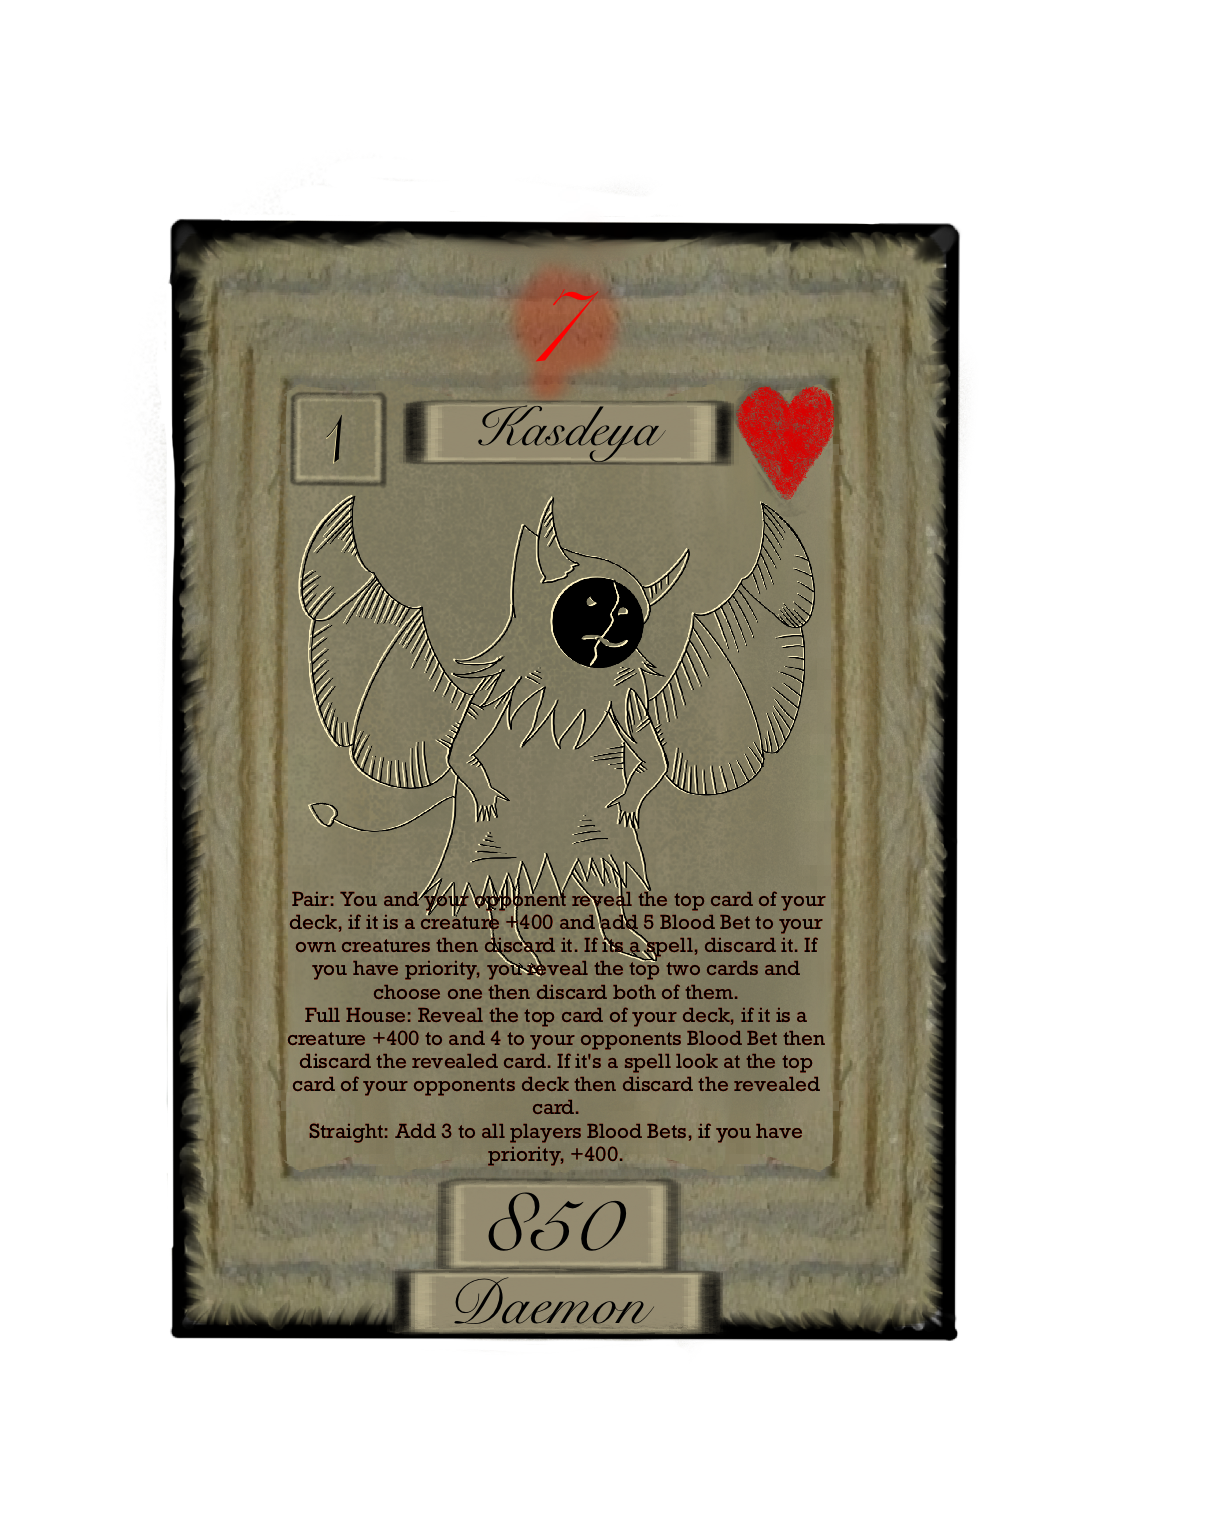 7
1
Kasdeya
Pair: You and your opponent reveal the top card of your
deck, if it is a creature +400 and add 5 Blood Bet to your
own creatures then discard it. If its a spell, discard it. If
you have priority, you reveal the top two cards and
choose one then discard both of them.
Full House: Reveal the top card of your deck, if it is a
creature +400 to and 4 to your opponents Blood Bet then
discard the revealed card. If it's a spell look at the top
card of your opponents deck then discard the revealed
card.
Straight: Add 3 to all players Blood Bets, if you have
priority, +400.
850
Daemon